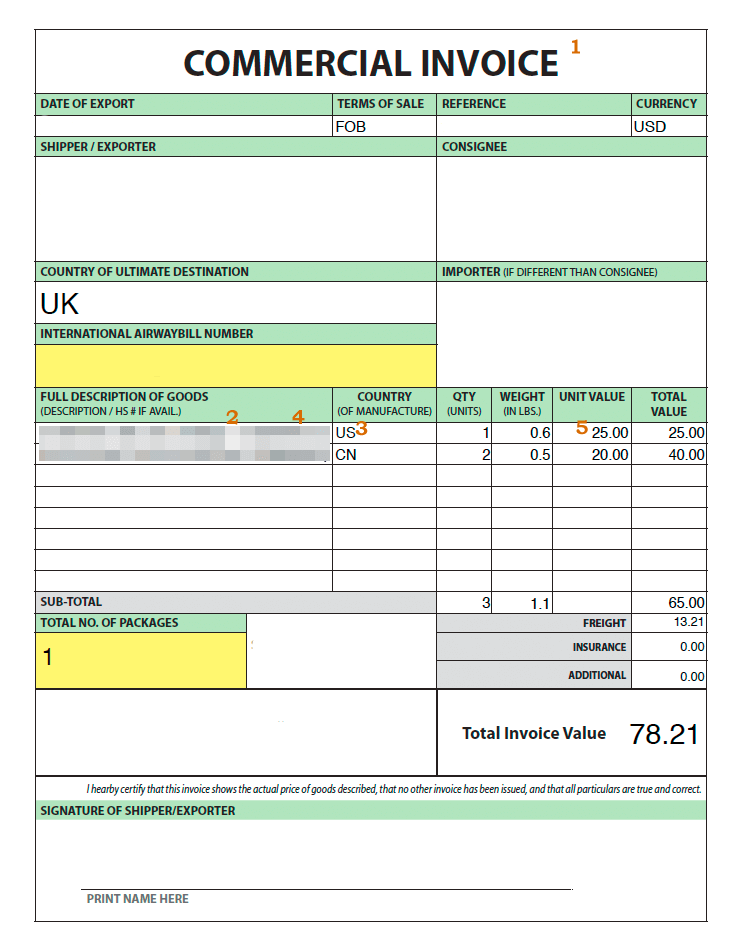 COMMERCIAL INVOICE 1
DATE OF EXPORT TERMS OF SALE REFERENCE CURRENCY
FOB USD
SHIPPER / EXPORTER CONSIGNEE
COUNTRY OF ULTIMATE DESTINATION IMPORTER (IF DIFFERENT THAN CONSIGNEE)
UK
INTERNATIONAL AIRWAYBILL NUMBER
FULL DESCRIPTION OF GOODS COUNTRY QTY WEIGHT UNIT VALUE TOTAL
(DESCRIPTION / HS # IF AVAIL.) 2 4 (OF MANUFACTURE) (UNITS) (IN LBS.) VALUE
US 3 1 0.6 5 25.00 25.00
CN 2 0.5 20.00 40.00
SUB-TOTAL 3 1.1 65.00
TOTAL NO. OF PACKAGES FREIGHT 13.21
1 INSURANCE 0.00
ADDITIONAL 0.00
Total Invoice Value 78.21
I hearby certify that this invoice shows the actual price of goods described, that no other invoice has been issued, and that all particulars are true and correct.
SIGNATURE OF SHIPPER/EXPORTER
PRINT NAME HERE